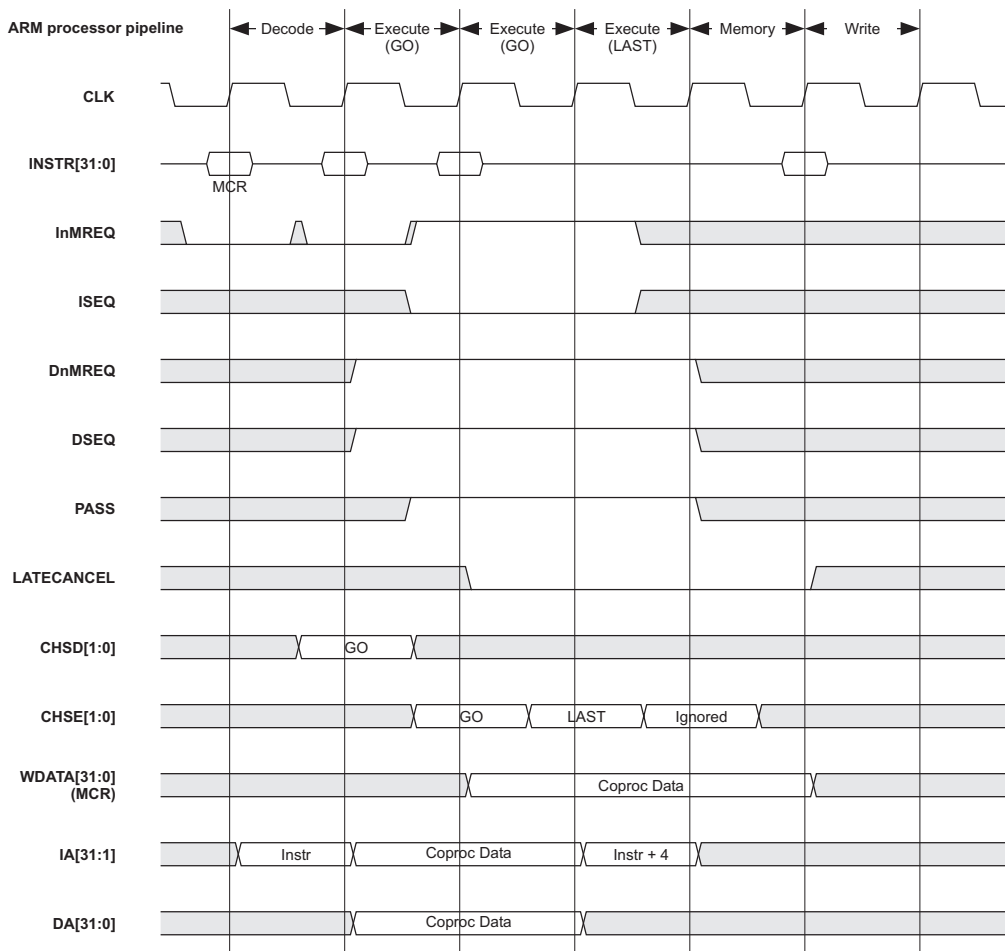 ARM processor pipeline Decode Execute Execute Execute Memory Write
(GO) (GO) (LAST)
CLK
INSTR[31:0]
MCR
InMREQ
ISEQ
DnMREQ
DSEQ
PASS
LATECANCEL
CHSD[1:0] GO
CHSE[1:0] GO LAST Ignored
WDATA[31:0] Coproc Data
(MCR)
IA[31:1] Instr Coproc Data Instr + 4
DA[31:0] Coproc Data